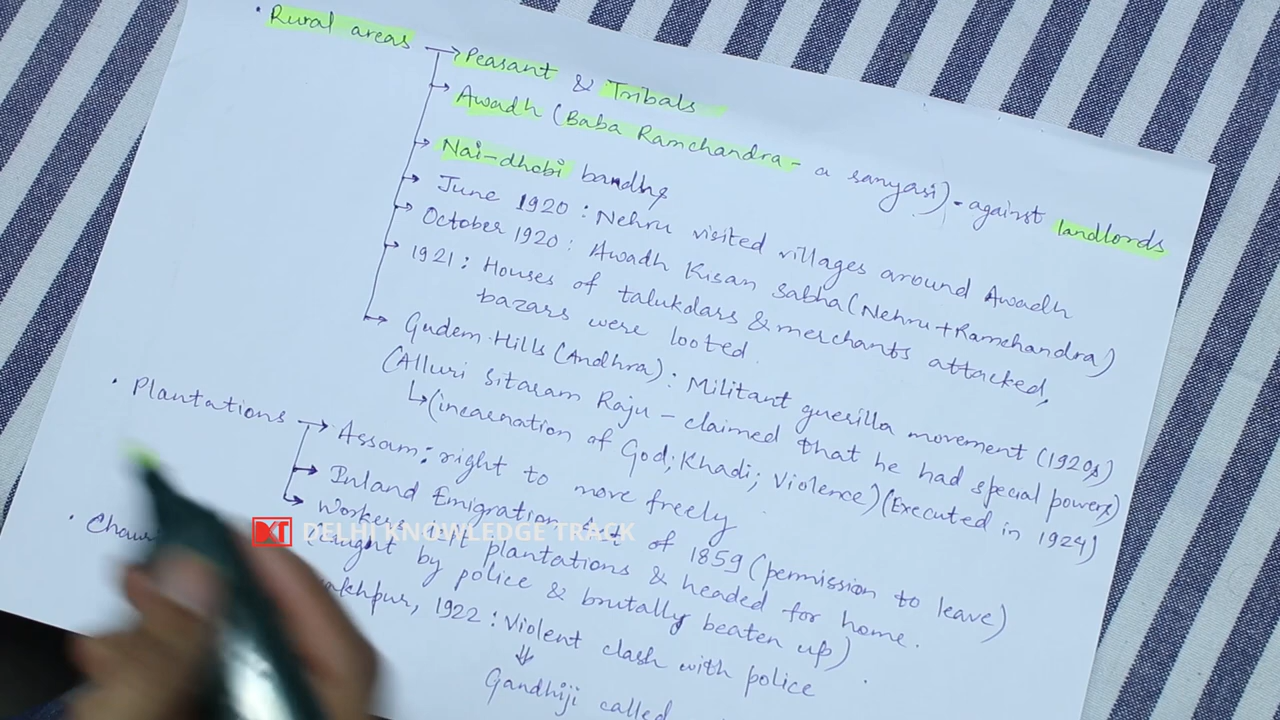 • Rural areas → Peasant & Tribals
→ Awadh (Baba Ramchandra - a sanyasi) - against landlords
→ Nai-dhobi bandhs
→ June 1920 : Nehru visited villages around Awadh
→ October 1920 : Awadh Kisan Sabha (Nehru + Ramchandra)
→ 1921 : Houses of talukdars & merchants attacked,
bazars were looted.
→ Gudem Hills (Andhra) : Militant guerilla movement (1920s)
(Alluri Sitaram Raju - claimed that he had special powers)
↳ (incarnation of God; Khadi; Violence) (Executed in 1924)
• Plantations → Assam : right to move freely
→ Inland Emigration Act of 1859 (permission to leave)
→ Workers left plantations & headed for home.
(caught by police & brutally beaten up)
• 1922 : Violent clash with police
⇓
Gandhiji called
XT DELHI KNOWLEDGE TRACK